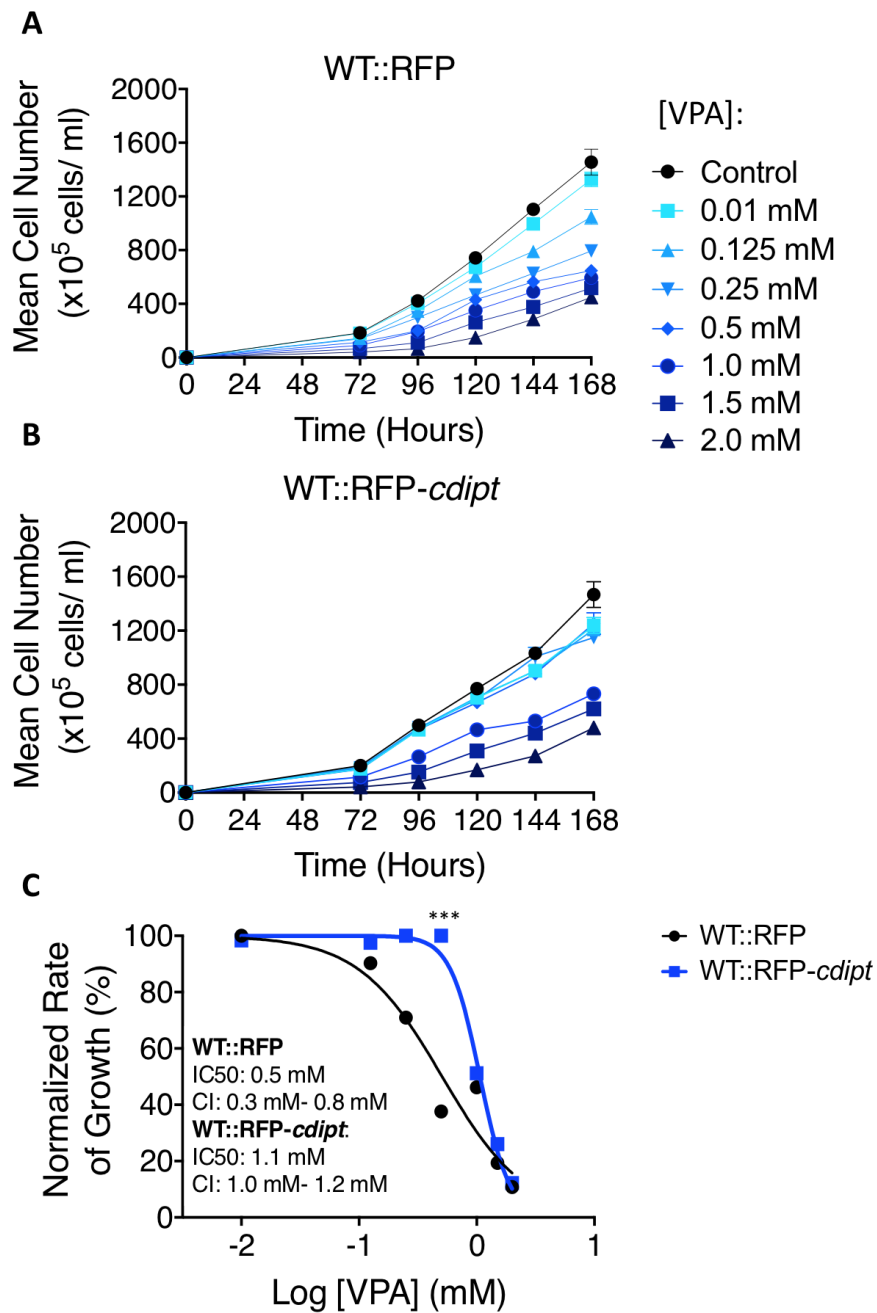 A
WT::RFP
Mean Cell Number
(x10⁵ cells/ ml)
2000
1600
1200
800
400
0
0 24 48 72 96 120 144 168
Time (Hours)
[VPA]:
Control
0.01 mM
0.125 mM
0.25 mM
0.5 mM
1.0 mM
1.5 mM
2.0 mM
B
WT::RFP-cdipt
Mean Cell Number
(x10⁵ cells/ ml)
2000
1600
1200
800
400
0
0 24 48 72 96 120 144 168
Time (Hours)
C
Normalized Rate
of Growth (%)
100
80
60
40
20
0
***
WT::RFP
IC50: 0.5 mM
CI: 0.3 mM- 0.8 mM
WT::RFP-cdipt:
IC50: 1.1 mM
CI: 1.0 mM- 1.2 mM
-2 -1 0 1
Log [VPA] (mM)
WT::RFP
WT::RFP-cdipt